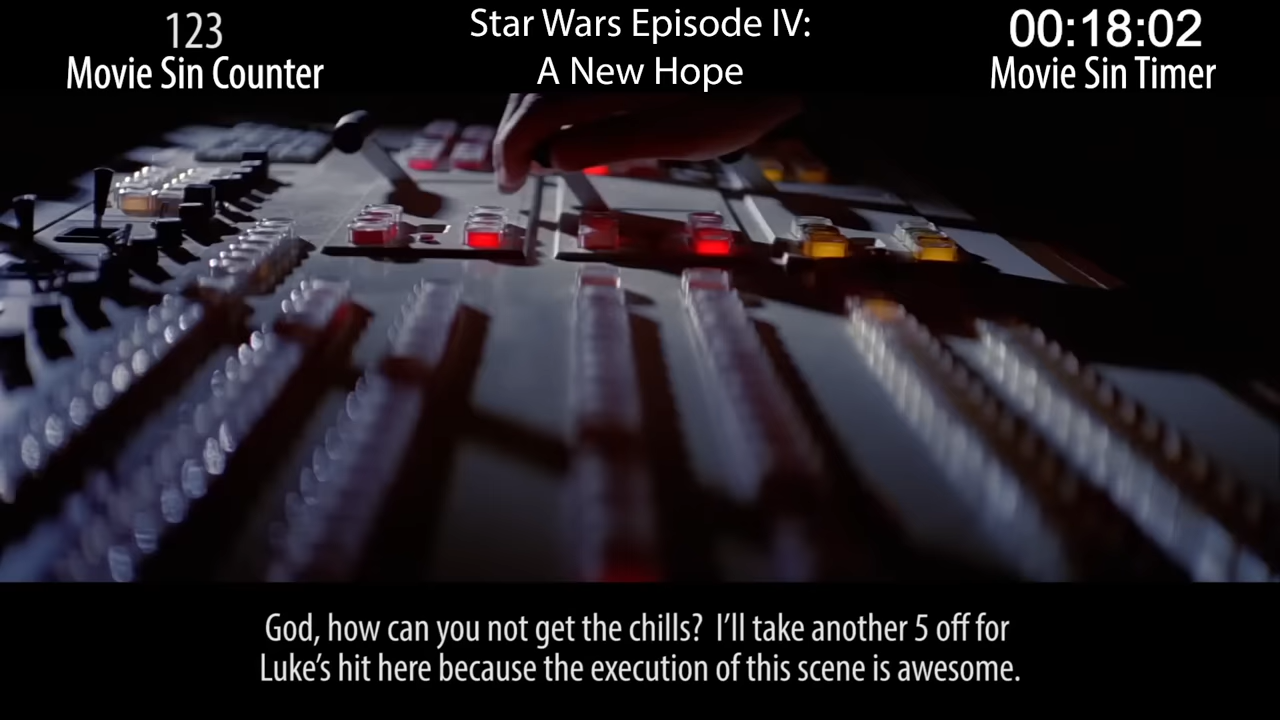 123
Movie Sin Counter
Star Wars Episode IV:
A New Hope
00:18:02
Movie Sin Timer
God, how can you not get the chills?  I'll take another 5 off for
Luke's hit here because the execution of this scene is awesome.